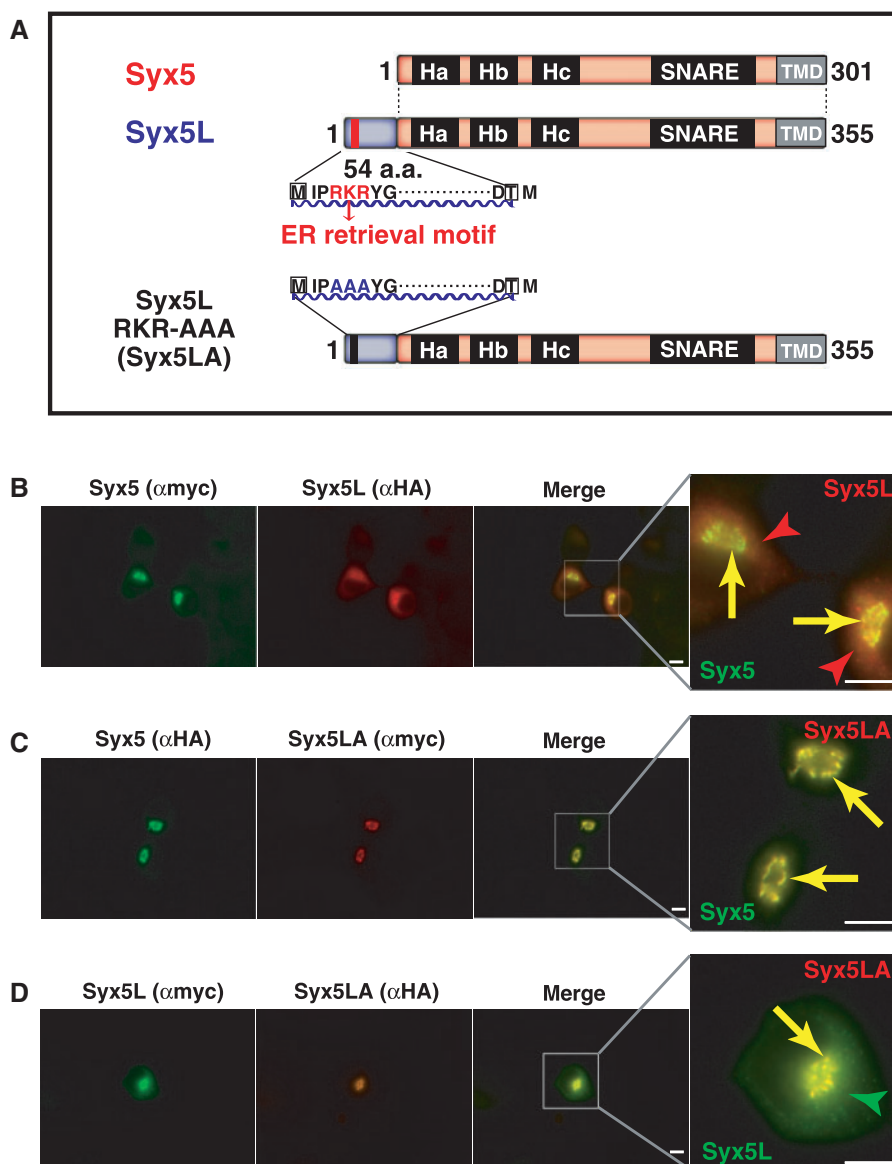 A
Syx5
1 Ha Hb Hc SNARE TMD 301
Syx5L
1 Ha Hb Hc SNARE TMD 355
54 a.a.
M IPRKRYG················DT M
ER retrieval motif
M IPAAAYG················DT M
Syx5L
RKR-AAA
(Syx5LA)
1 Ha Hb Hc SNARE TMD 355
B
Syx5 (αmyc) Syx5L (αHA) Merge
Syx5L
Syx5
C
Syx5 (αHA) Syx5LA (αmyc) Merge
Syx5LA
Syx5
D
Syx5L (αmyc) Syx5LA (αHA) Merge
Syx5LA
Syx5L